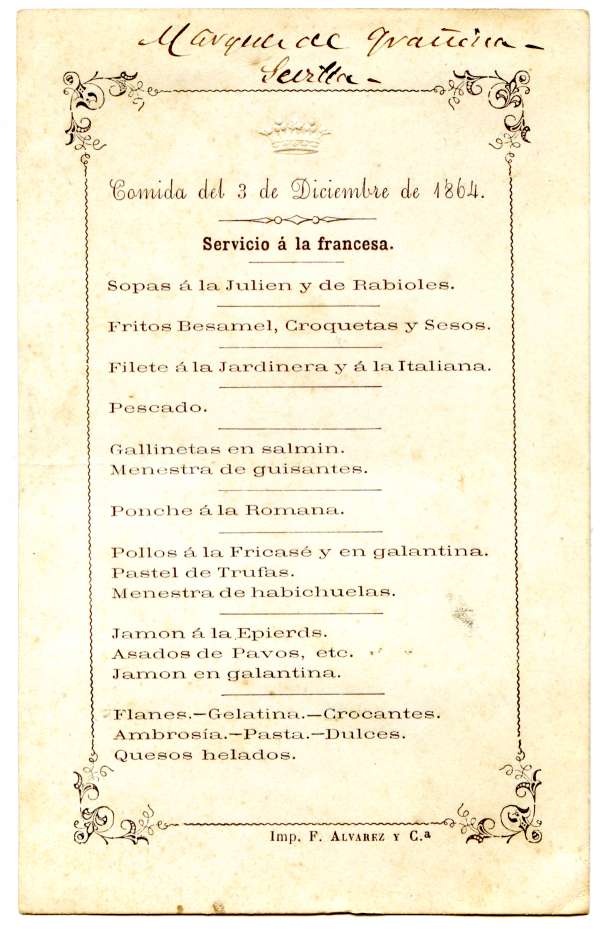 Marques de Grañina -
Sevilla -
Comida del 3 de Diciembre de 1864.
Servicio á la francesa.
Sopas á la Julien y de Rabioles.
Fritos Besamel, Croquetas y Sesos.
Filete á la Jardinera y á la Italiana.
Pescado.
Gallinetas en salmin.
Menestra de guisantes.
Ponche á la Romana.
Pollos á la Fricasé y en galantina.
Pastel de Trufas.
Menestra de habichuelas.
Jamon á la Epierds.
Asados de Pavos, etc.
Jamon en galantina.
Flanes.—Gelatina.—Crocantes.
Ambrosía.—Pasta.—Dulces.
Quesos helados.
Imp. F. Alvarez y C.ª